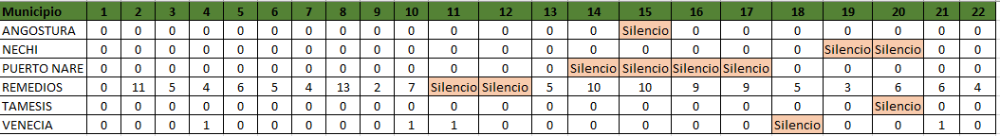 Municipio 1 2 3 4 5 6 7 8 9 10 11 12 13 14 15 16 17 18 19 20 21 22
ANGOSTURA 0 0 0 0 0 0 0 0 0 0 0 0 0 0 Silencio 0 0 0 0 0 0 0
NECHI 0 0 0 0 0 0 0 0 0 0 0 0 0 0 0 0 0 0 Silencio Silencio 0 0
PUERTO NARE 0 0 0 0 0 0 0 0 0 0 0 0 0 Silencio Silencio Silencio Silencio 0 0 0 0 0
REMEDIOS 0 11 5 4 6 5 4 13 2 7 Silencio Silencio 5 10 10 9 9 5 3 6 6 4
TAMESIS 0 0 0 0 0 0 0 0 0 0 0 0 0 0 0 0 0 0 0 Silencio 0 0
VENECIA 0 0 0 1 0 0 0 0 0 1 1 0 0 0 0 0 0 Silencio 0 0 1 0